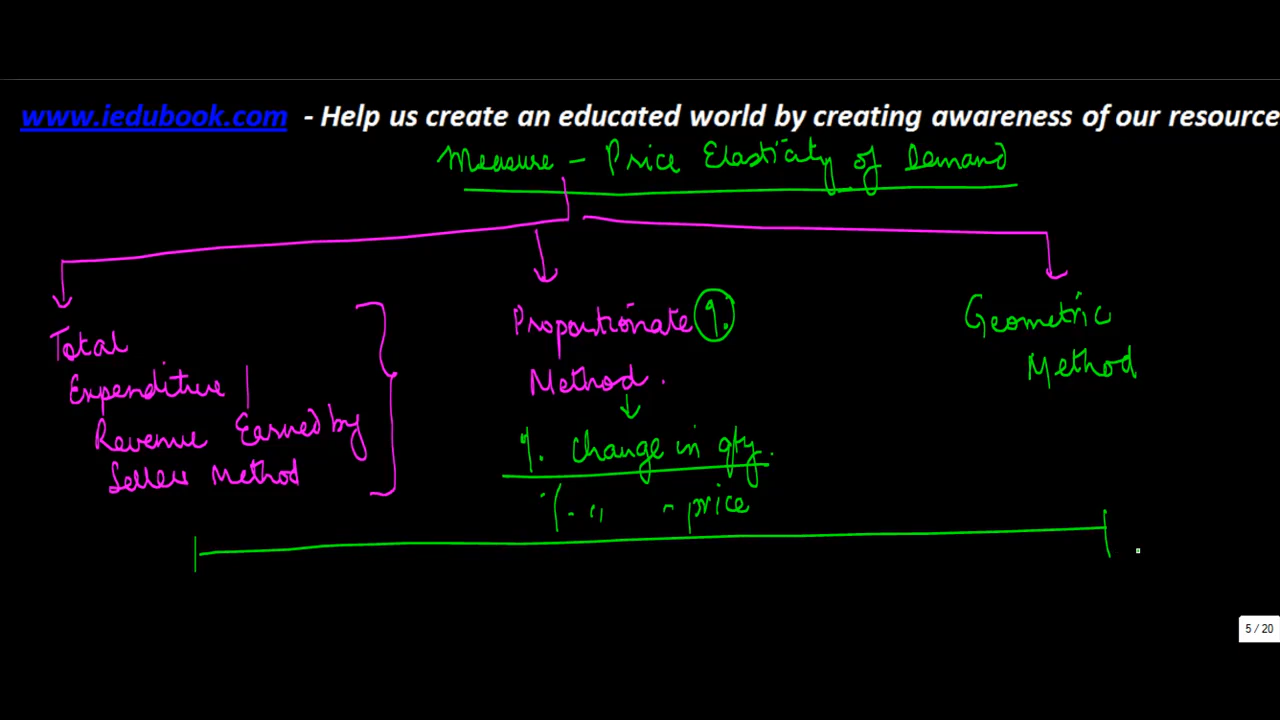 www.iedubook.com - Help us create an educated world by creating awareness of our resource
Measure - Price Elasticity of Demand
Total
Expenditure |
Revenue Earned by
Sellers Method
Proportionate %
Method.
% change in qty.
% " - price
Geometric
Method
5 / 20